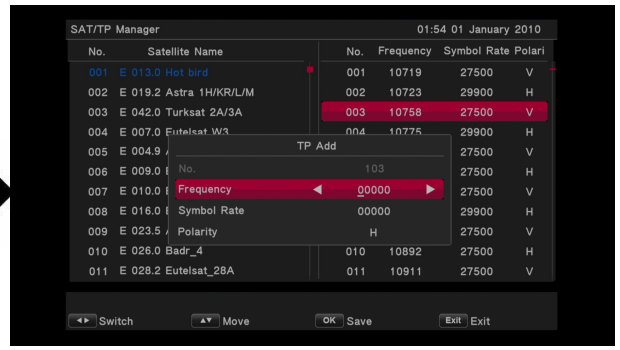 SAT/TP Manager 01:54 01 January 2010
No. Satellite Name No. Frequency Symbol Rate Polari
001 E 013.0 Hot bird 001 10719 27500 V
002 E 019.2 Astra 1H/KR/L/M 002 10723 29900 H
003 E 042.0 Turksat 2A/3A 003 10758 27500 V
004 E 007.0 Eutelsat W3 004 10775 29900 H
TP Add
005 E 004.9 27500 V
No. 103
006 E 009.0 27500 H
Frequency 00000
007 E 010.0 27500 V
Symbol Rate 00000
008 E 016.0 29900 H
Polarity H
009 E 023.5 27500 V
010 E 026.0 Badr_4 010 10892 27500 H
011 E 028.2 Eutelsat_28A 011 10911 27500 V
Switch Move OK Save Exit Exit